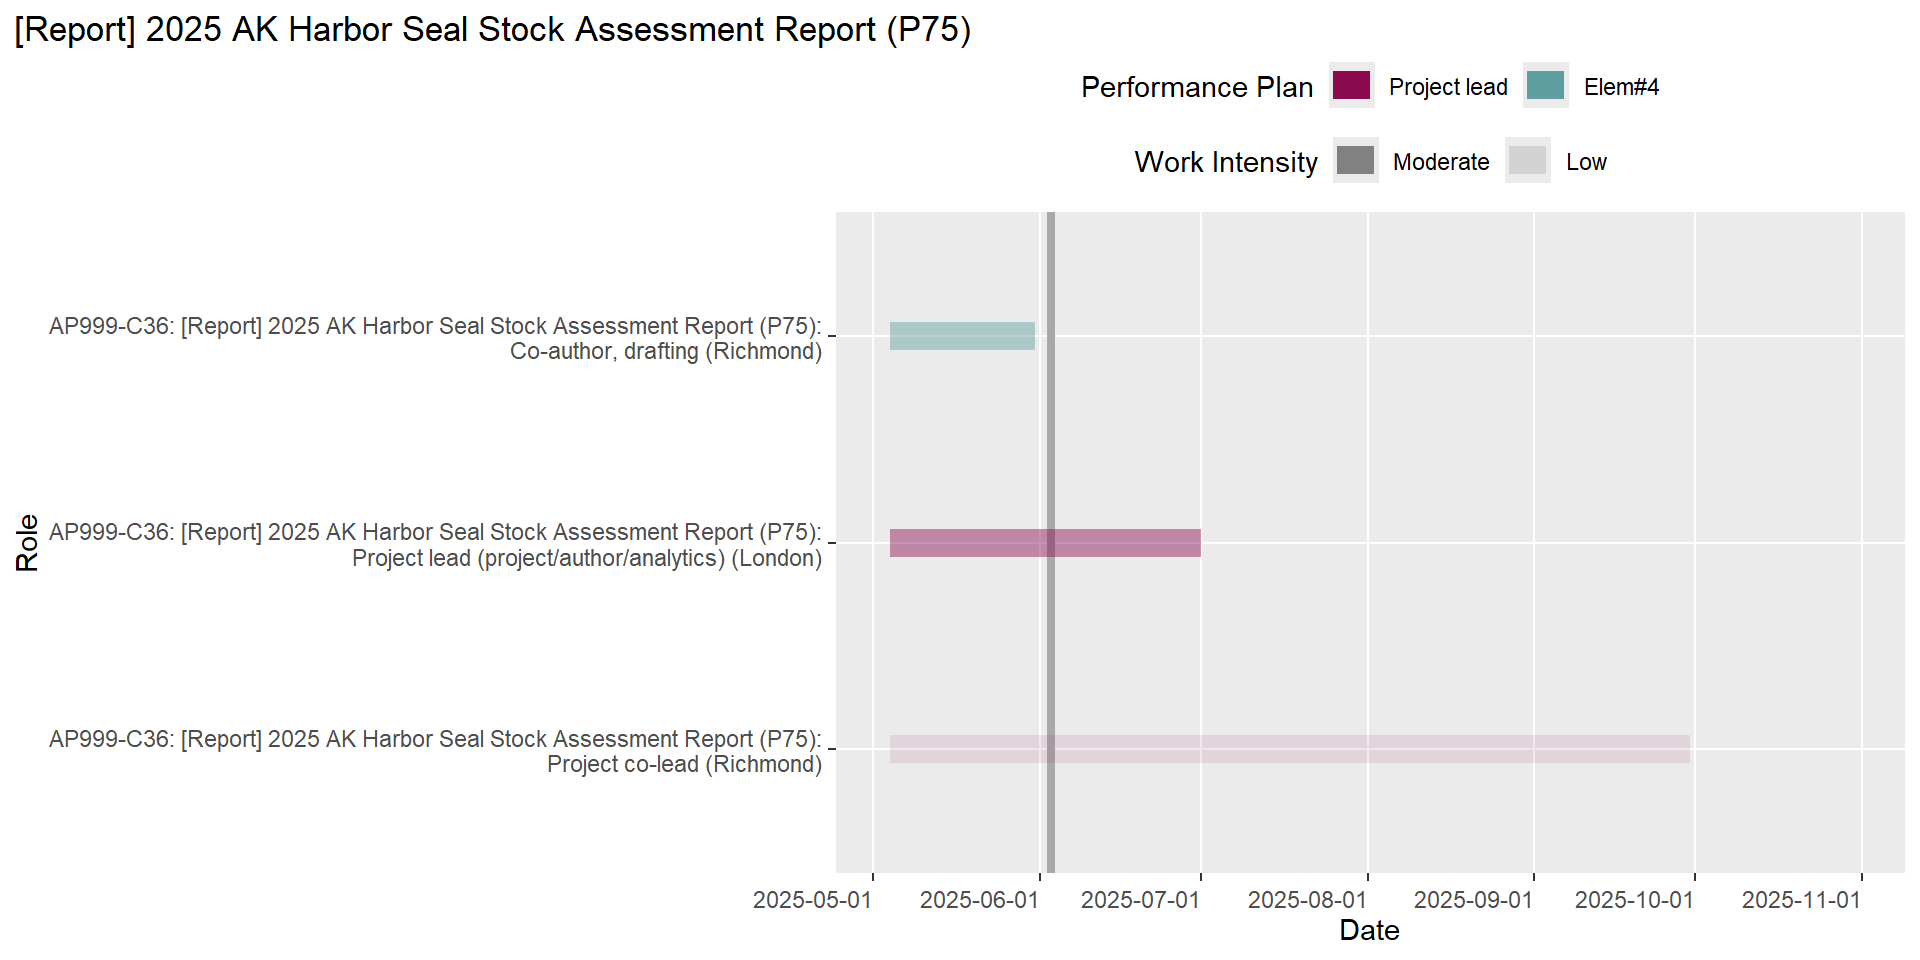 [Report] 2025 AK Harbor Seal Stock Assessment Report (P75)
Performance Plan Project lead Elem#4
Work Intensity Moderate Low
Role
AP999-C36: [Report] 2025 AK Harbor Seal Stock Assessment Report (P75):
Co-author, drafting (Richmond)
AP999-C36: [Report] 2025 AK Harbor Seal Stock Assessment Report (P75):
Project lead (project/author/analytics) (London)
AP999-C36: [Report] 2025 AK Harbor Seal Stock Assessment Report (P75):
Project co-lead (Richmond)
2025-05-01 2025-06-01 2025-07-01 2025-08-01 2025-09-01 2025-10-01 2025-11-01
Date